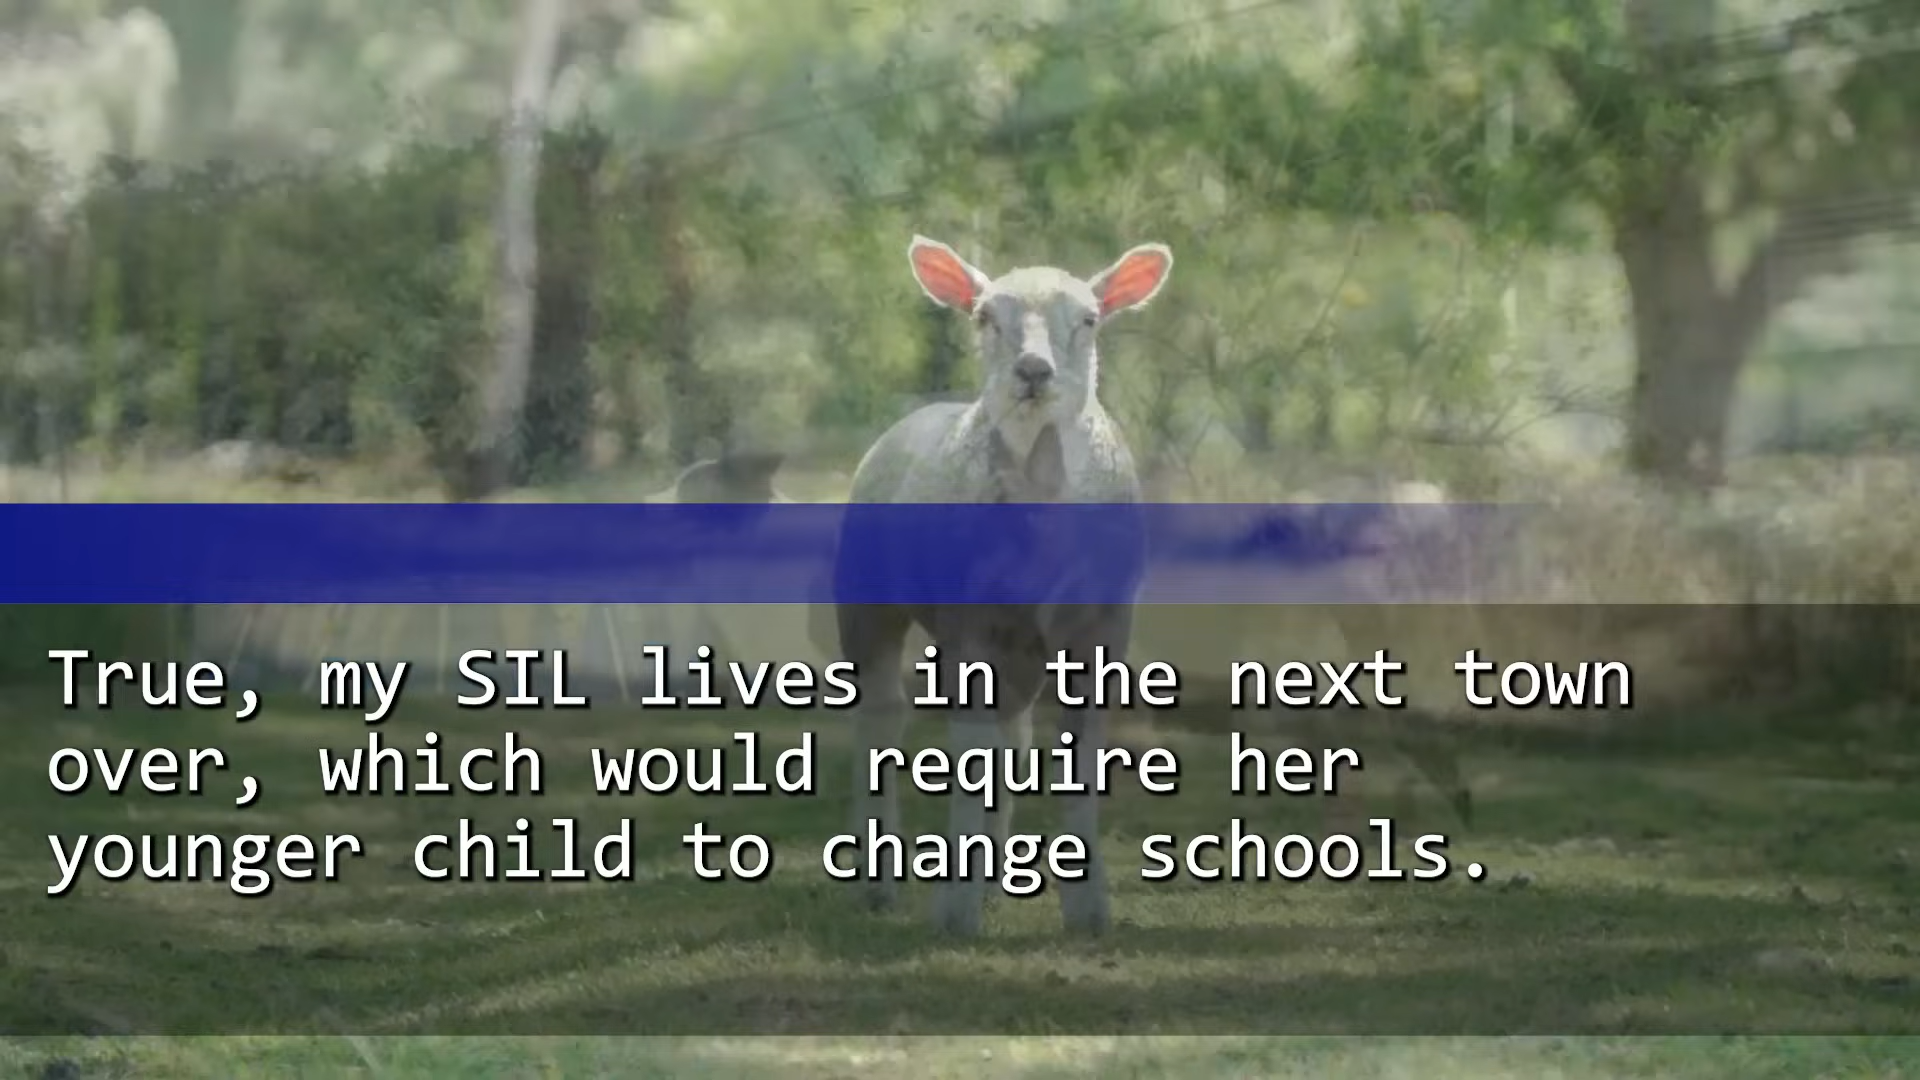 True, my SIL lives in the next town
over, which would require her
younger child to change schools.